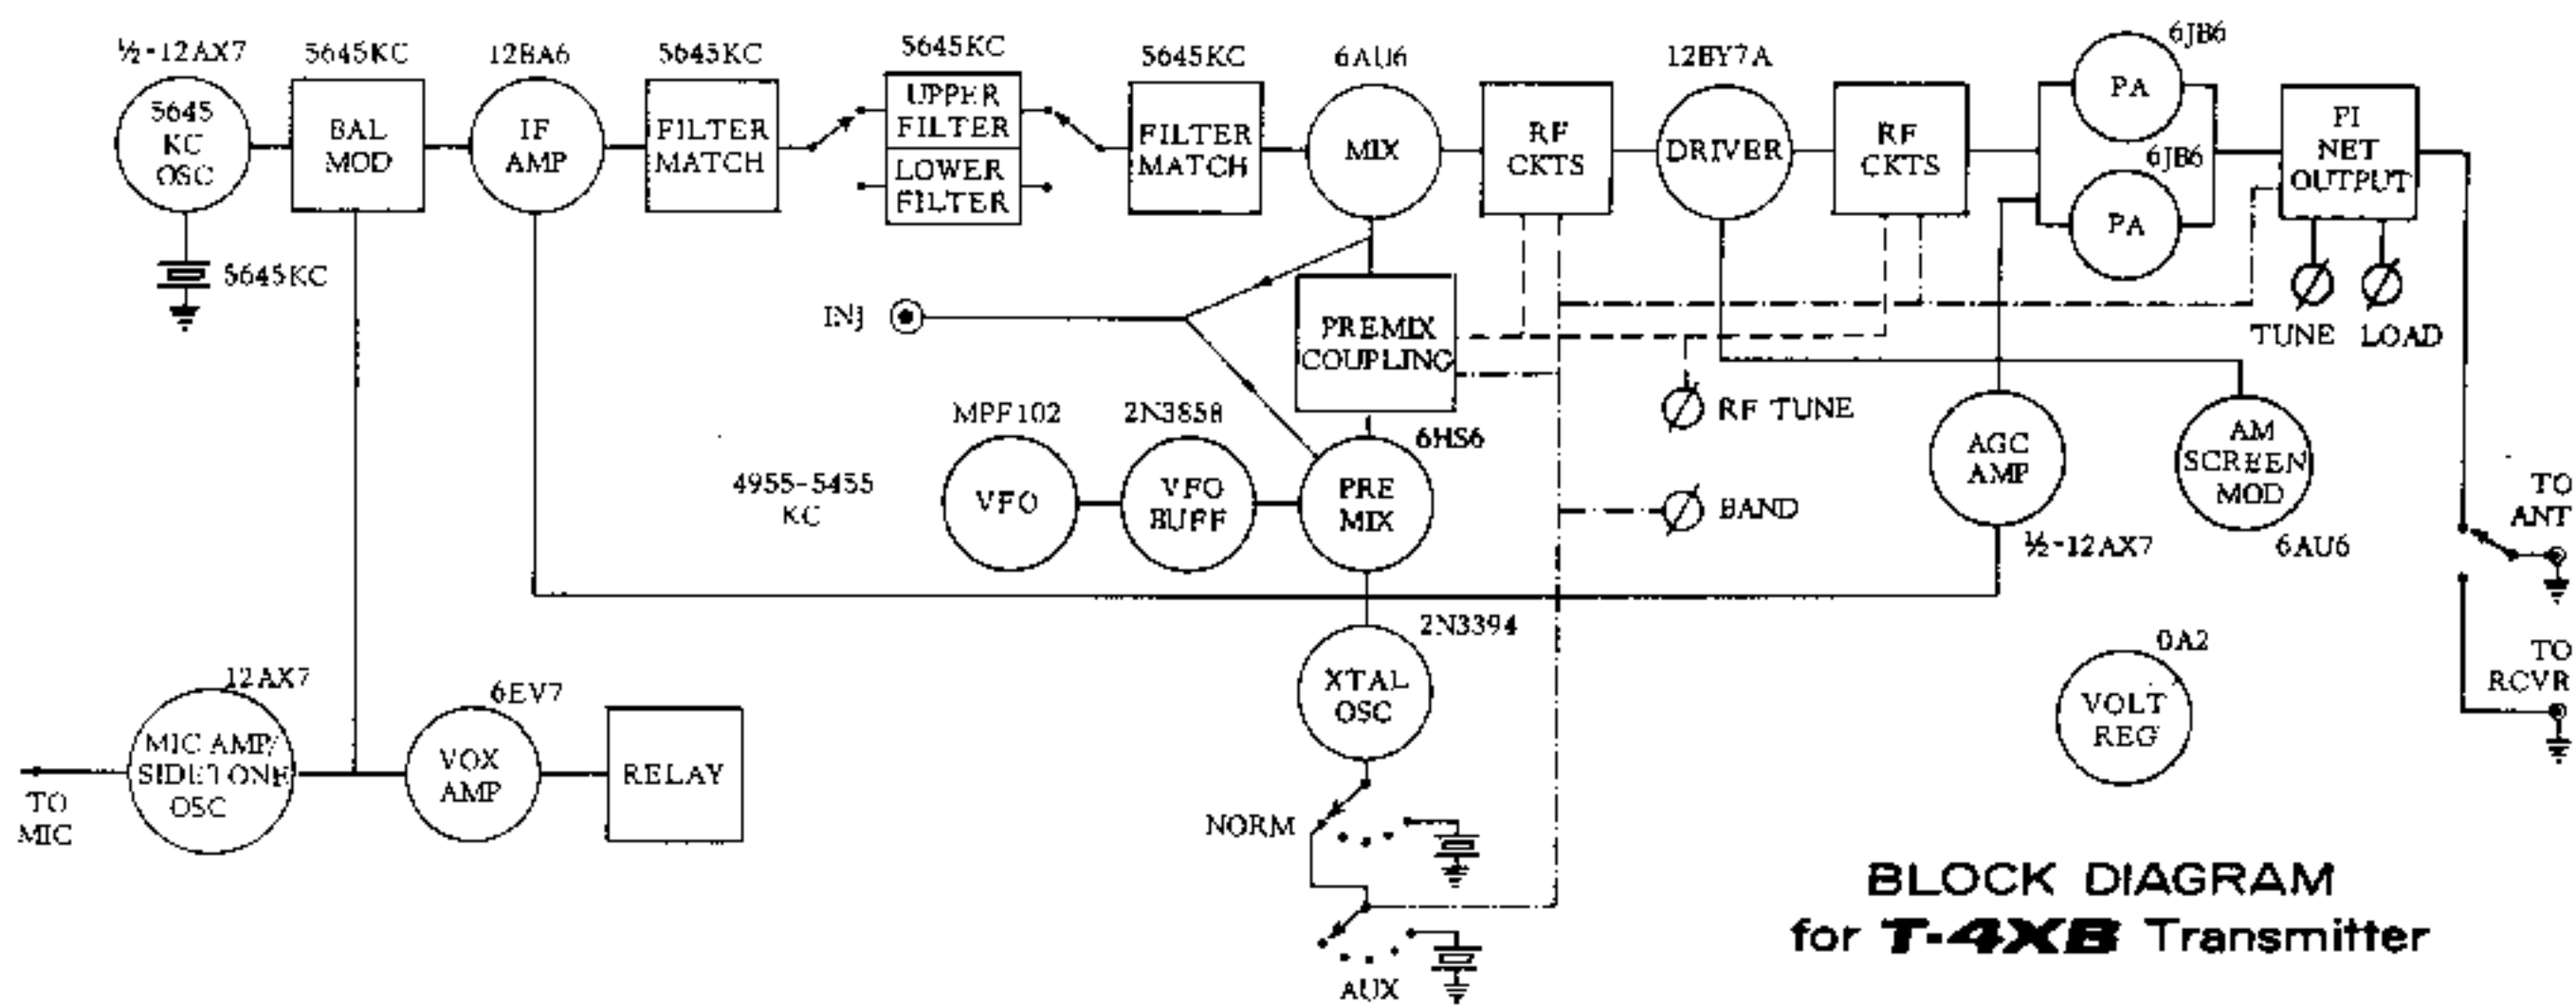 ½-12AX7
5645KC
12BA6
5645KC
5645KC
5645KC
6AU6
12BY7A
6JB6
5645
KC
OSC
BAL
MOD
IF
AMP
FILTER
MATCH
UPPER
FILTER
LOWER
FILTER
FILTER
MATCH
MIX
RF
CKTS
DRIVER
RF
CKTS
PA
6JB6
PA
PI
NET
OUTPUT
5645KC
INJ
PREMIX
COUPLING
TUNE
LOAD
RF TUNE
MPF102
2N3858
6HS6
4955-5455
KC
VFO
VFO
BUFF
PRE
MIX
BAND
AGC
AMP
½-12AX7
AM
SCREEN
MOD
6AU6
TO
ANT
2N3394
XTAL
OSC
0A2
VOLT
REG
TO
RCVR
12AX7
MIC AMP/
SIDETONE
OSC
TO
MIC
6EV7
VOX
AMP
RELAY
NORM
AUX
BLOCK DIAGRAM
for T-4XB Transmitter